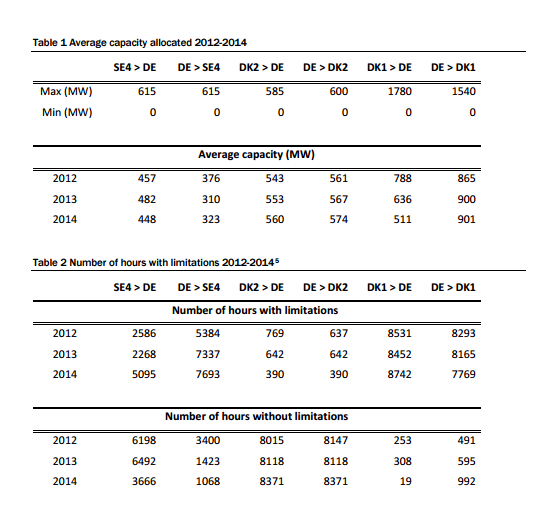 Table 1 Average capacity allocated 2012-2014
SE4 > DE DE > SE4 DK2 > DE DE > DK2 DK1 > DE DE > DK1
Max (MW) 615 615 585 600 1780 1540
Min (MW) 0 0 0 0 0 0
Average capacity (MW)
2012 457 376 543 561 788 865
2013 482 310 553 567 636 900
2014 448 323 560 574 511 901
Table 2 Number of hours with limitations 2012-2014⁵
SE4 > DE DE > SE4 DK2 > DE DE > DK2 DK1 > DE DE > DK1
Number of hours with limitations
2012 2586 5384 769 637 8531 8293
2013 2268 7337 642 642 8452 8165
2014 5095 7693 390 390 8742 7769
Number of hours without limitations
2012 6198 3400 8015 8147 253 491
2013 6492 1423 8118 8118 308 595
2014 3666 1068 8371 8371 19 992